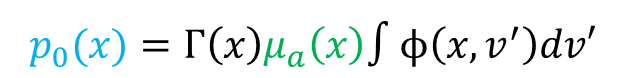 p₀(x) = Γ(x)μₐ(x)∫ ϕ(x, v′)dv′